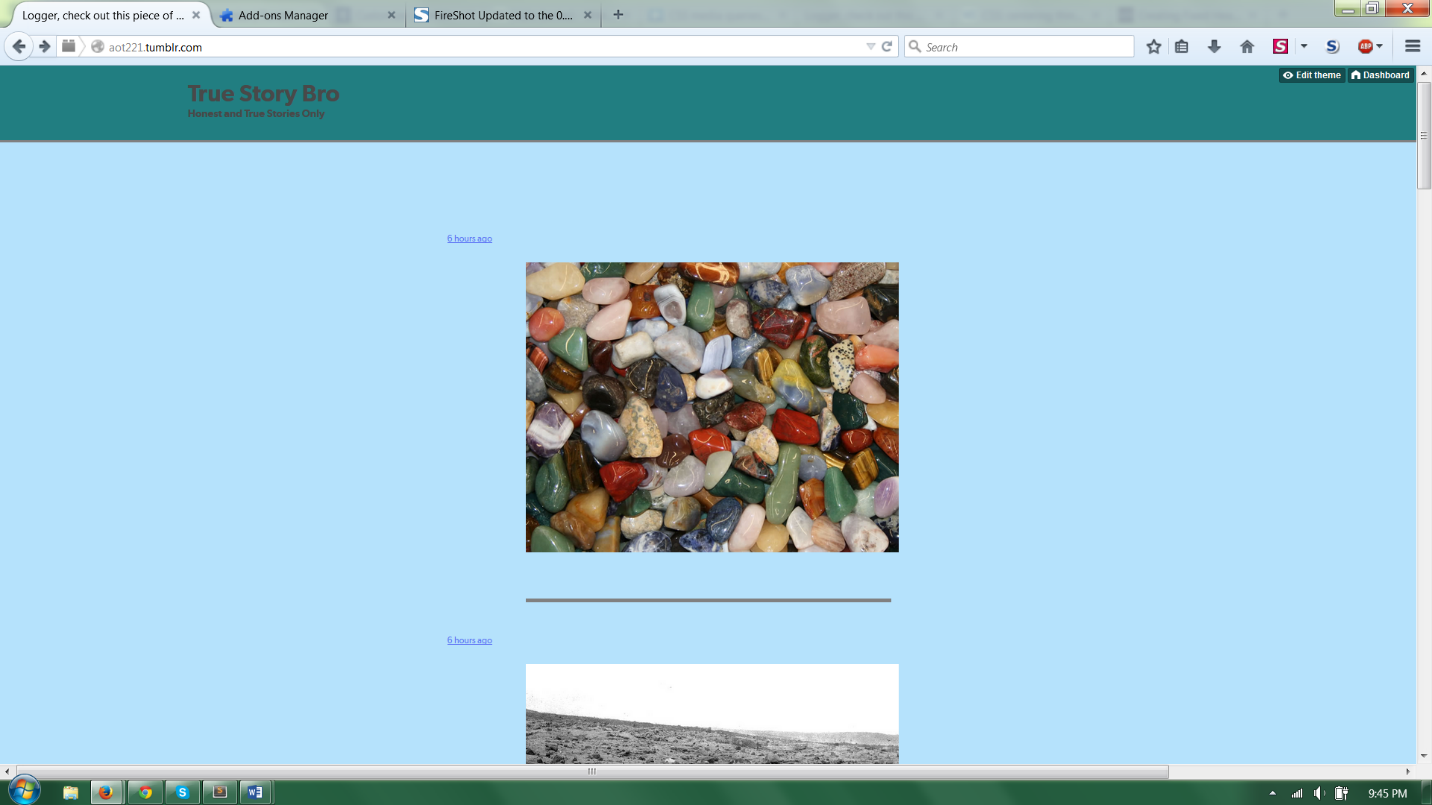 Logger, check out this piece of ...
Add-ons Manager
FireShot Updated to the 0....
aot221.tumblr.com
Search
S
S
ABP
Edit theme
Dashboard
True Story Bro
Honest and True Stories Only
6 hours ago
6 hours ago
9:45 PM